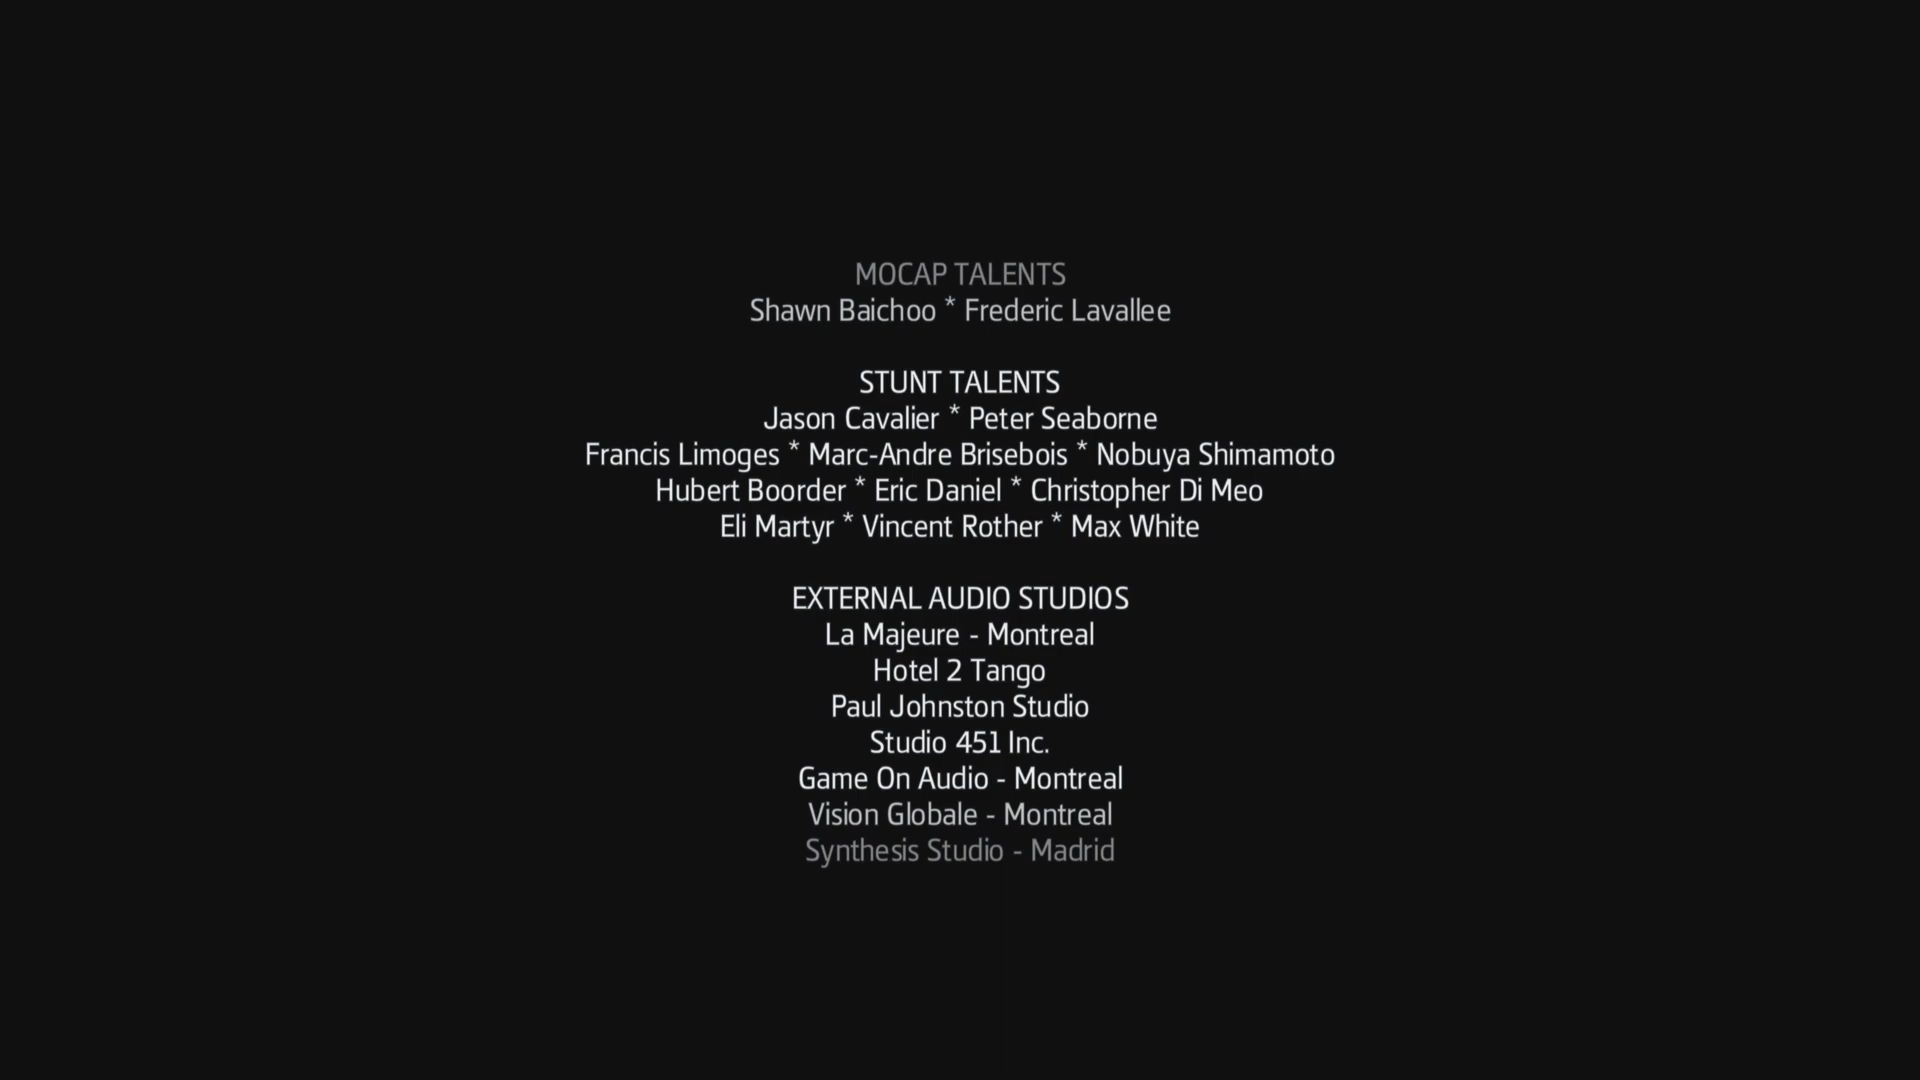 MOCAP TALENTS
Shawn Baichoo * Frederic Lavallee
STUNT TALENTS
Jason Cavalier * Peter Seaborne
Francis Limoges * Marc-Andre Brisebois * Nobuya Shimamoto
Hubert Boorder * Eric Daniel * Christopher Di Meo
Eli Martyr * Vincent Rother * Max White
EXTERNAL AUDIO STUDIOS
La Majeure - Montreal
Hotel 2 Tango
Paul Johnston Studio
Studio 451 Inc.
Game On Audio - Montreal
Vision Globale - Montreal
Synthesis Studio - Madrid